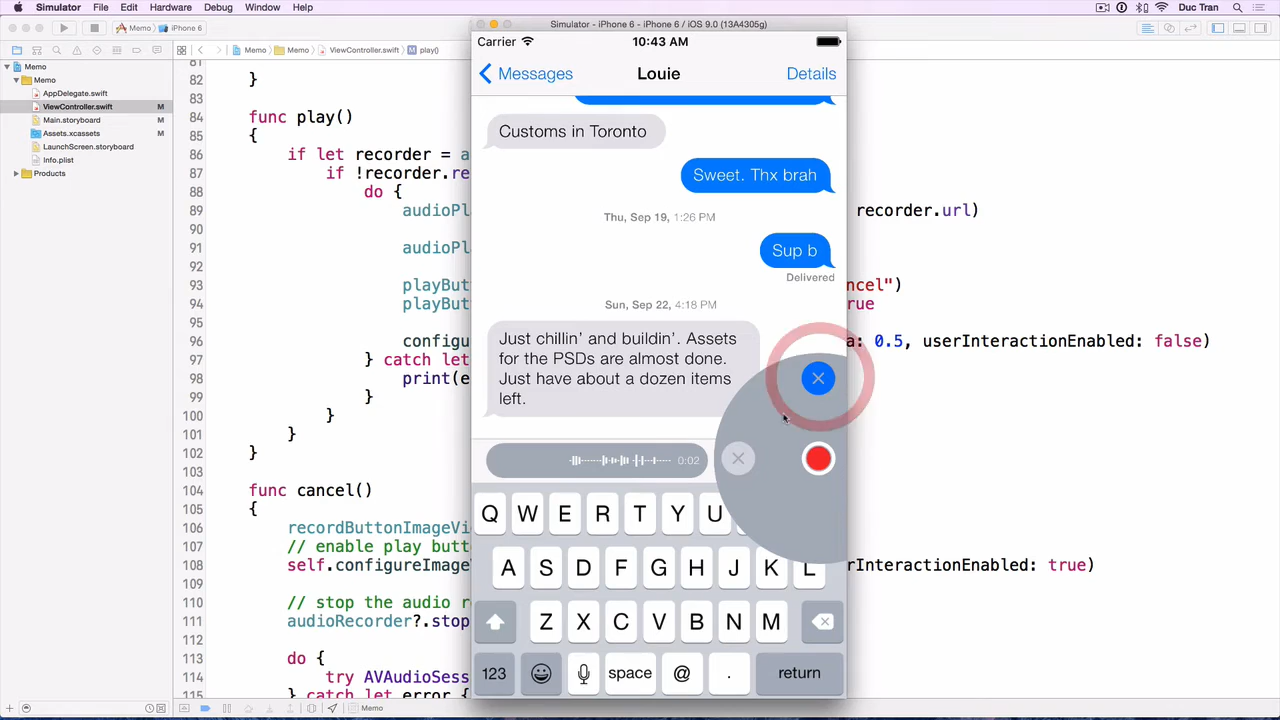 Simulator File Edit Hardware Debug Window Help
Duc Tran
Memo iPhone 6
Memo Memo ViewController.swift play()
Memo
Memo
AppDelegate.swift
ViewController.swift M
Main.storyboard M
Assets.xcassets M
LaunchScreen.storyboard
Info.plist
Products
81
82 }
83
84 func play()
85 {
86 if let recorder = a
87 if !recorder.re
88 do {
89 audioPl recorder.url)
90
91 audioPl
92
93 playBut ncel")
94 playBut rue
95
96 config a: 0.5, userInteractionEnabled: false)
97 } catch let
98 print(e
99 }
100 }
101 }
102 }
103
104 func cancel()
105 {
106 recordButtonImageVi
107 // enable play butt
108 self.configureImage erInteractionEnabled: true)
109
110 // stop the audio r
111 audioRecorder?.stop
112
113 do {
114 try AVAudioSess
115 } catch let error {
Memo
Simulator - iPhone 6 - iPhone 6 / iOS 9.0 (13A4305g)
Carrier 10:43 AM
Messages Louie Details
Customs in Toronto
Sweet. Thx brah
Thu, Sep 19, 1:26 PM
Sup b
Delivered
Sun, Sep 22, 4:18 PM
Just chillin’ and buildin’. Assets
for the PSDs are almost done.
Just have about a dozen items
left.
0:02
Q W E R T Y U
A S D F G H J K L
Z X C V B N M
123 space @ . return